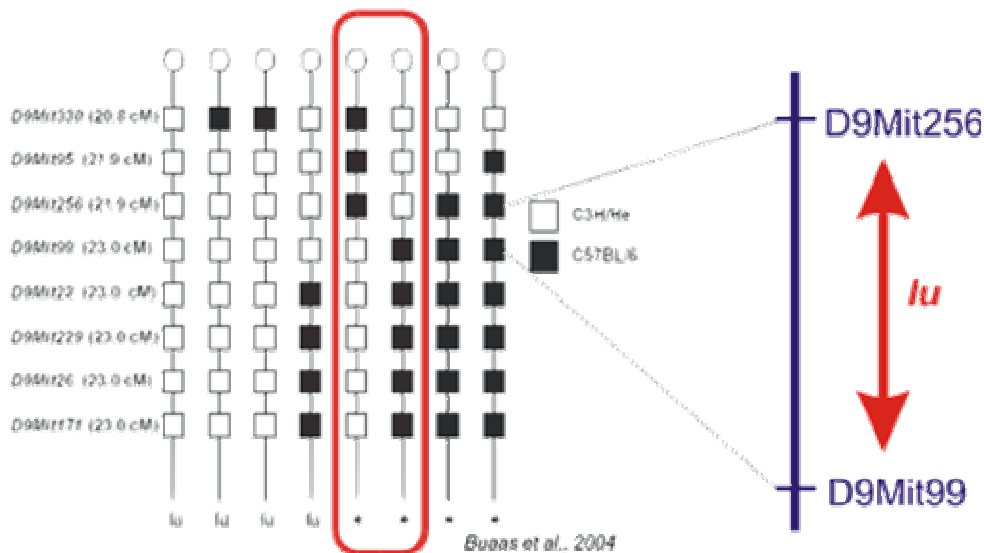 D9Mit330 (20.8 cM)
D9Mit95 (21.9 cM)
D9Mit256 (21.9 cM)
D9Mit99 (23.0 cM)
D9Mit22 (23.0 cM)
D9Mit229 (23.0 cM)
D9Mit26 (23.0 cM)
D9Mit171 (23.0 cM)
lu lu lu lu
C3H/He
C57BL/6
D9Mit256
lu
D9Mit99
et al., 2004